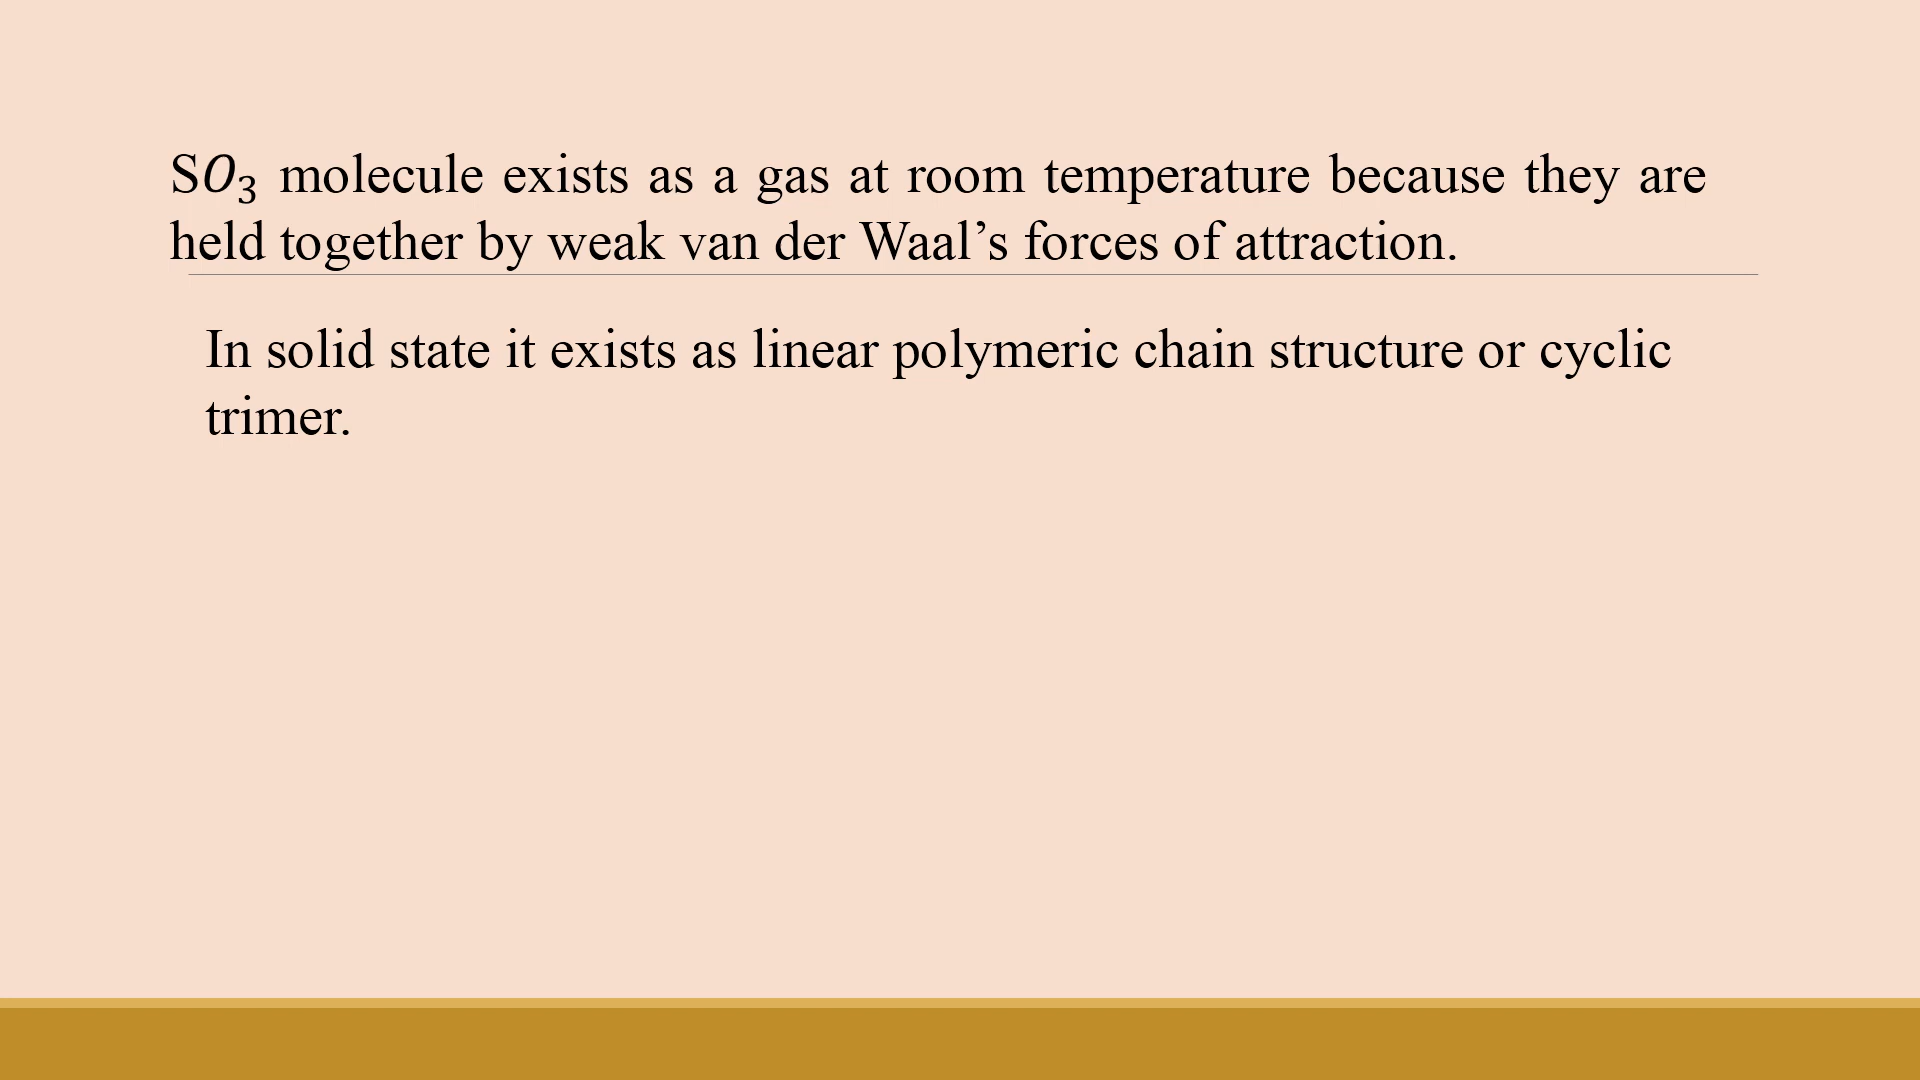 S𝑂₃ molecule exists as a gas at room temperature because they are
held together by weak van der Waal’s forces of attraction.
In solid state it exists as linear polymeric chain structure or cyclic
trimer.